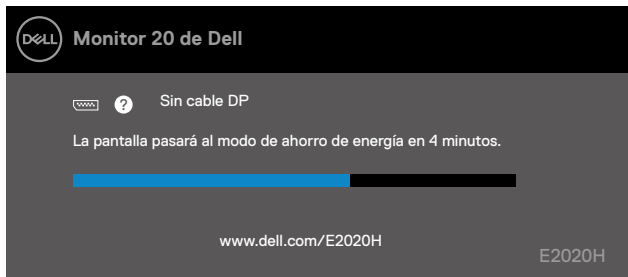 DELL Monitor 20 de Dell
? Sin cable DP
La pantalla pasará al modo de ahorro de energía en 4 minutos.
www.dell.com/E2020H
E2020H